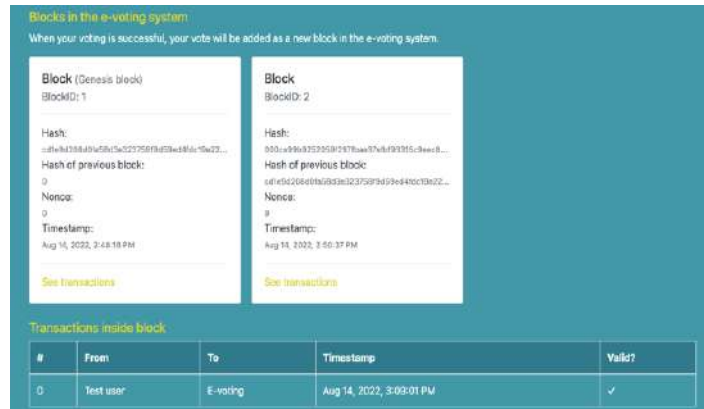 Blocks in the e-voting system
When your voting is successful, your vote will be added as a new block in the e-voting system.
Block (Genesis block)
BlockID: 1
Hash:
Hash of previous block:
0
Nonce:
0
Timestamp:
Aug 14, 2022, 2:48:18 PM
See transactions
Block
BlockID: 2
Hash:
Hash of previous block:
Nonce:
Timestamp:
Aug 14, 2022, 3:50:37 PM
See transactions
Transactions inside block
# From To Timestamp Valid?
0 Test user E-voting Aug 14, 2022, 3:09:01 PM ✓